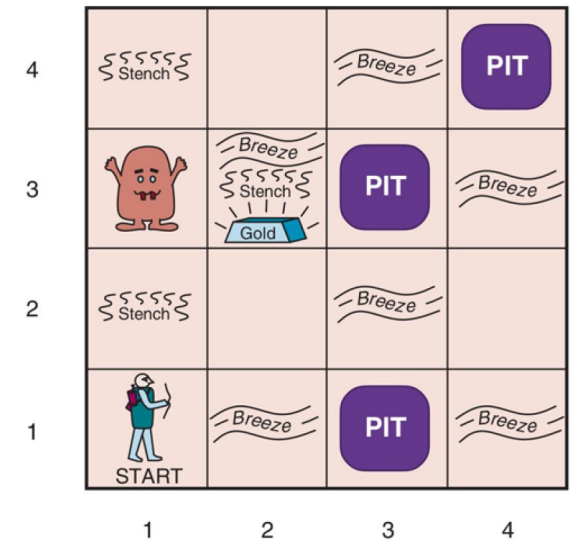 4
Stench
Breeze
PIT
3
Breeze
Stench
Gold
PIT
Breeze
2
Stench
Breeze
1
START
Breeze
PIT
Breeze
1 2 3 4